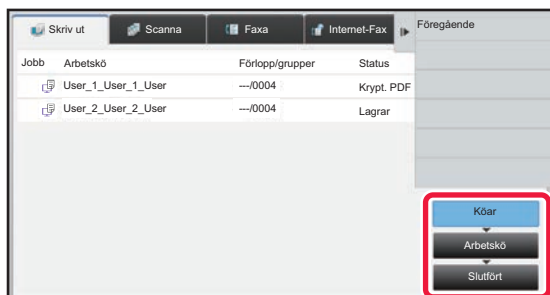 Skriv ut Scanna Faxa Internet-Fax Föregående
Jobb Arbetskö Förlopp/grupper Status
User_1_User_1_User ---/0004 Krypt. PDF
User_2_User_2_User ---/0004 Lagrar
Köar
Arbetskö
Slutfört